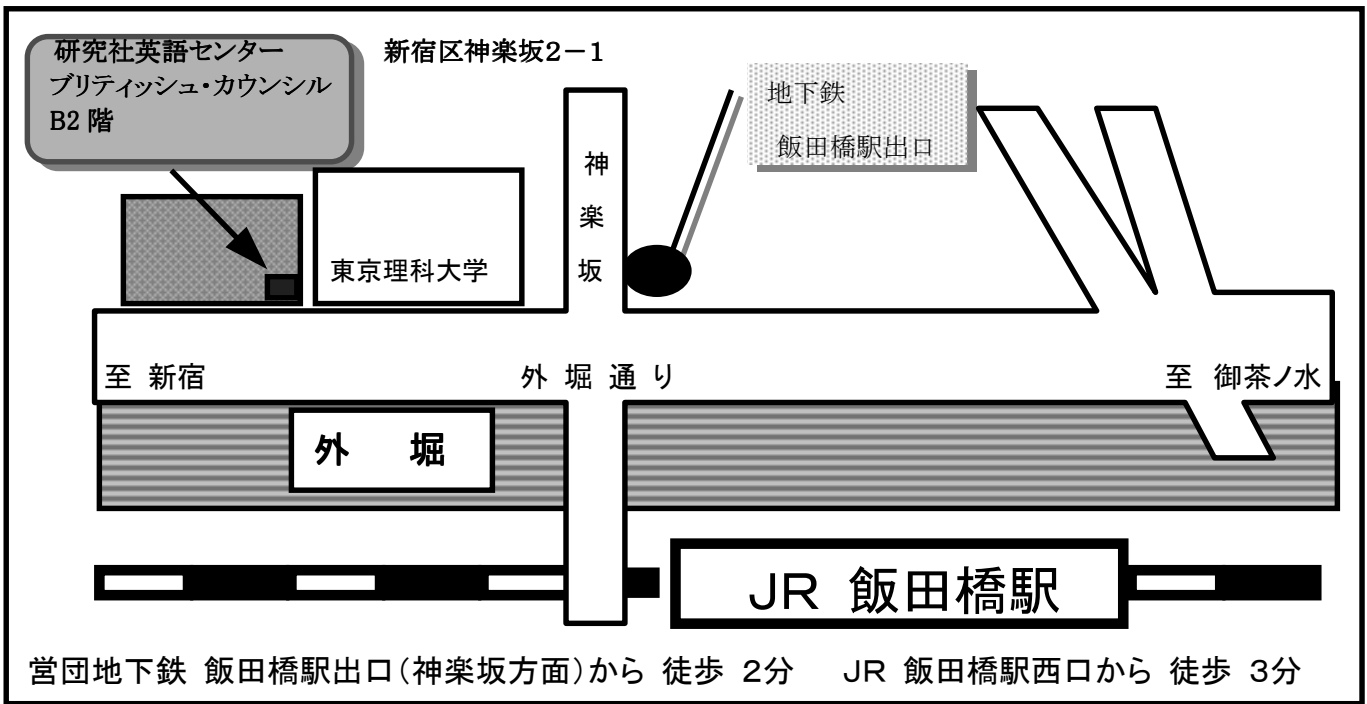 研究社英語センター
ブリティッシュ・カウンシル
B2 階
新宿区神楽坂2－1
地下鉄
飯田橋駅出口
神楽坂
東京理科大学
至 新宿
外 堀 通 り
至 御茶ノ水
外 堀
ＪＲ 飯田橋駅
営団地下鉄 飯田橋駅出口（神楽坂方面）から 徒歩 2分 ＪＲ 飯田橋駅西口から 徒歩 3分